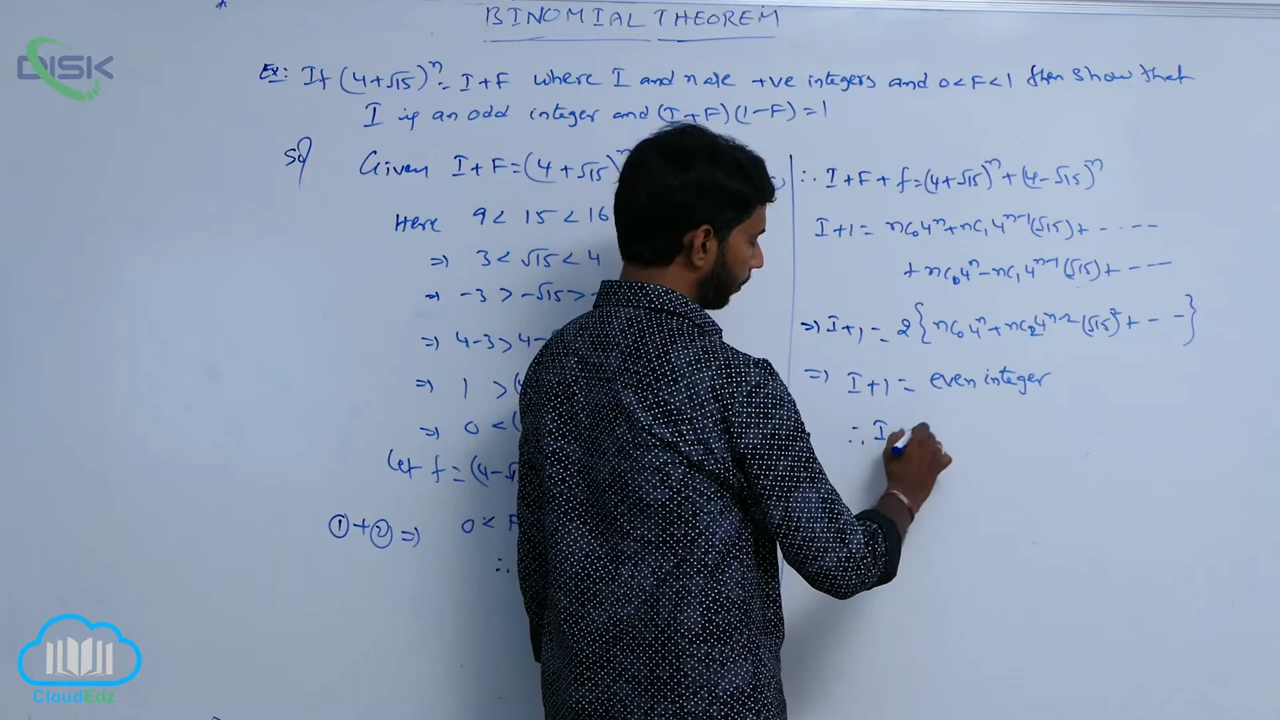 BINOMIAL THEOREM
DISK
Ex: If (4+√15)ⁿ = I+F where I and n are +ve integers and 0<F<1 then show that
I is an odd integer and (I+F)(1-F)=1
Sol Given I+F=(4+√15)ⁿ
Here 9 < 15 < 16
⇒ 3 < √15 < 4
⇒ -3 > -√15 >
⇒ 4-3 > 4-
⇒ 1 > (
⇒ 0 < (
Let f = (4-√
①+② ⇒ 0 < F
∴
∴ I+F+f=(4+√15)ⁿ+(4-√15)ⁿ
I+1 = nC₀4ⁿ+nC₁4ⁿ⁻¹(√15)+ - - - -
+ nC₀4ⁿ-nC₁4ⁿ⁻¹(√15)+ - - -
⇒ I+1 = 2{nC₀4ⁿ+nC₂4ⁿ⁻²(√15)²+ - - -}
⇒ I+1 = even integer
∴ I
CloudEdz